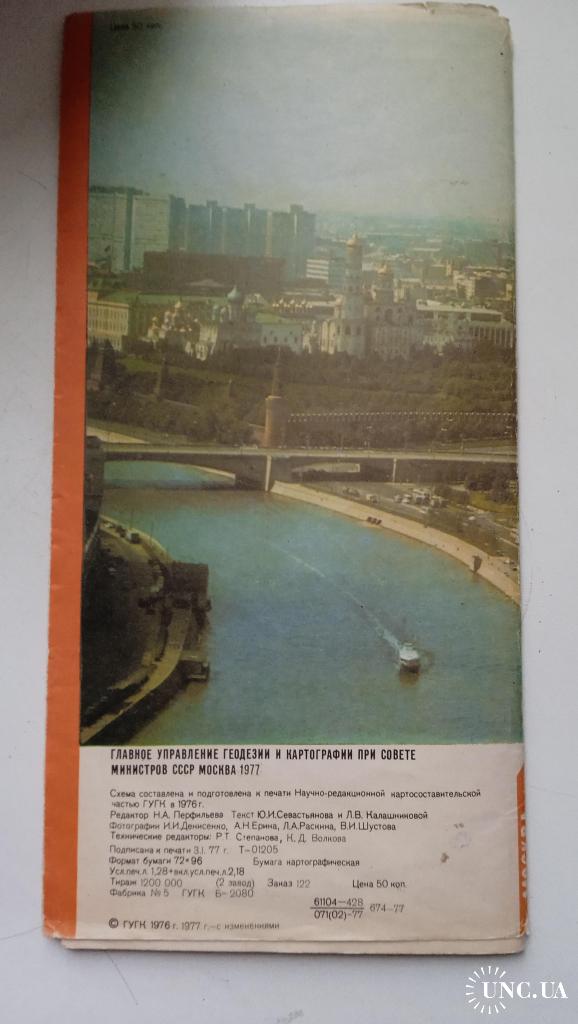 Цена 50 коп.
ГЛАВНОЕ УПРАВЛЕНИЕ ГЕОДЕЗИИ И КАРТОГРАФИИ ПРИ СОВЕТЕ
МИНИСТРОВ СССР МОСКВА 1977
Схема составлена и подготовлена к печати Научно-редакционной картосоставительской
частью ГУГК в 1976 г.
Редактор Н.А. Перфильева Текст Ю.И.Севастьянова и Л.В. Калашниковой
Фотографии И.И.Денисенко, А.Н.Ерина, Л.А.Раскина, В.И.Шустова
Технические редакторы: Р.Т. Степанова, К.Д. Волкова
Подписана к печати 3.I. 77 г. Т-01205
Формат бумаги 72×96 Бумага картографическая
Усл.печ.л. 1,28+вкл.усл.печ.л.2,18
Тираж 1200 000 (2 завод) Заказ 122 Цена 50 коп.
Фабрика №5 ГУГК Б-2080
61104-428
071(02)-77 674-77
© ГУГК 1976 г. 1977 г.-с изменениями
МОСКВА
UNC.UA